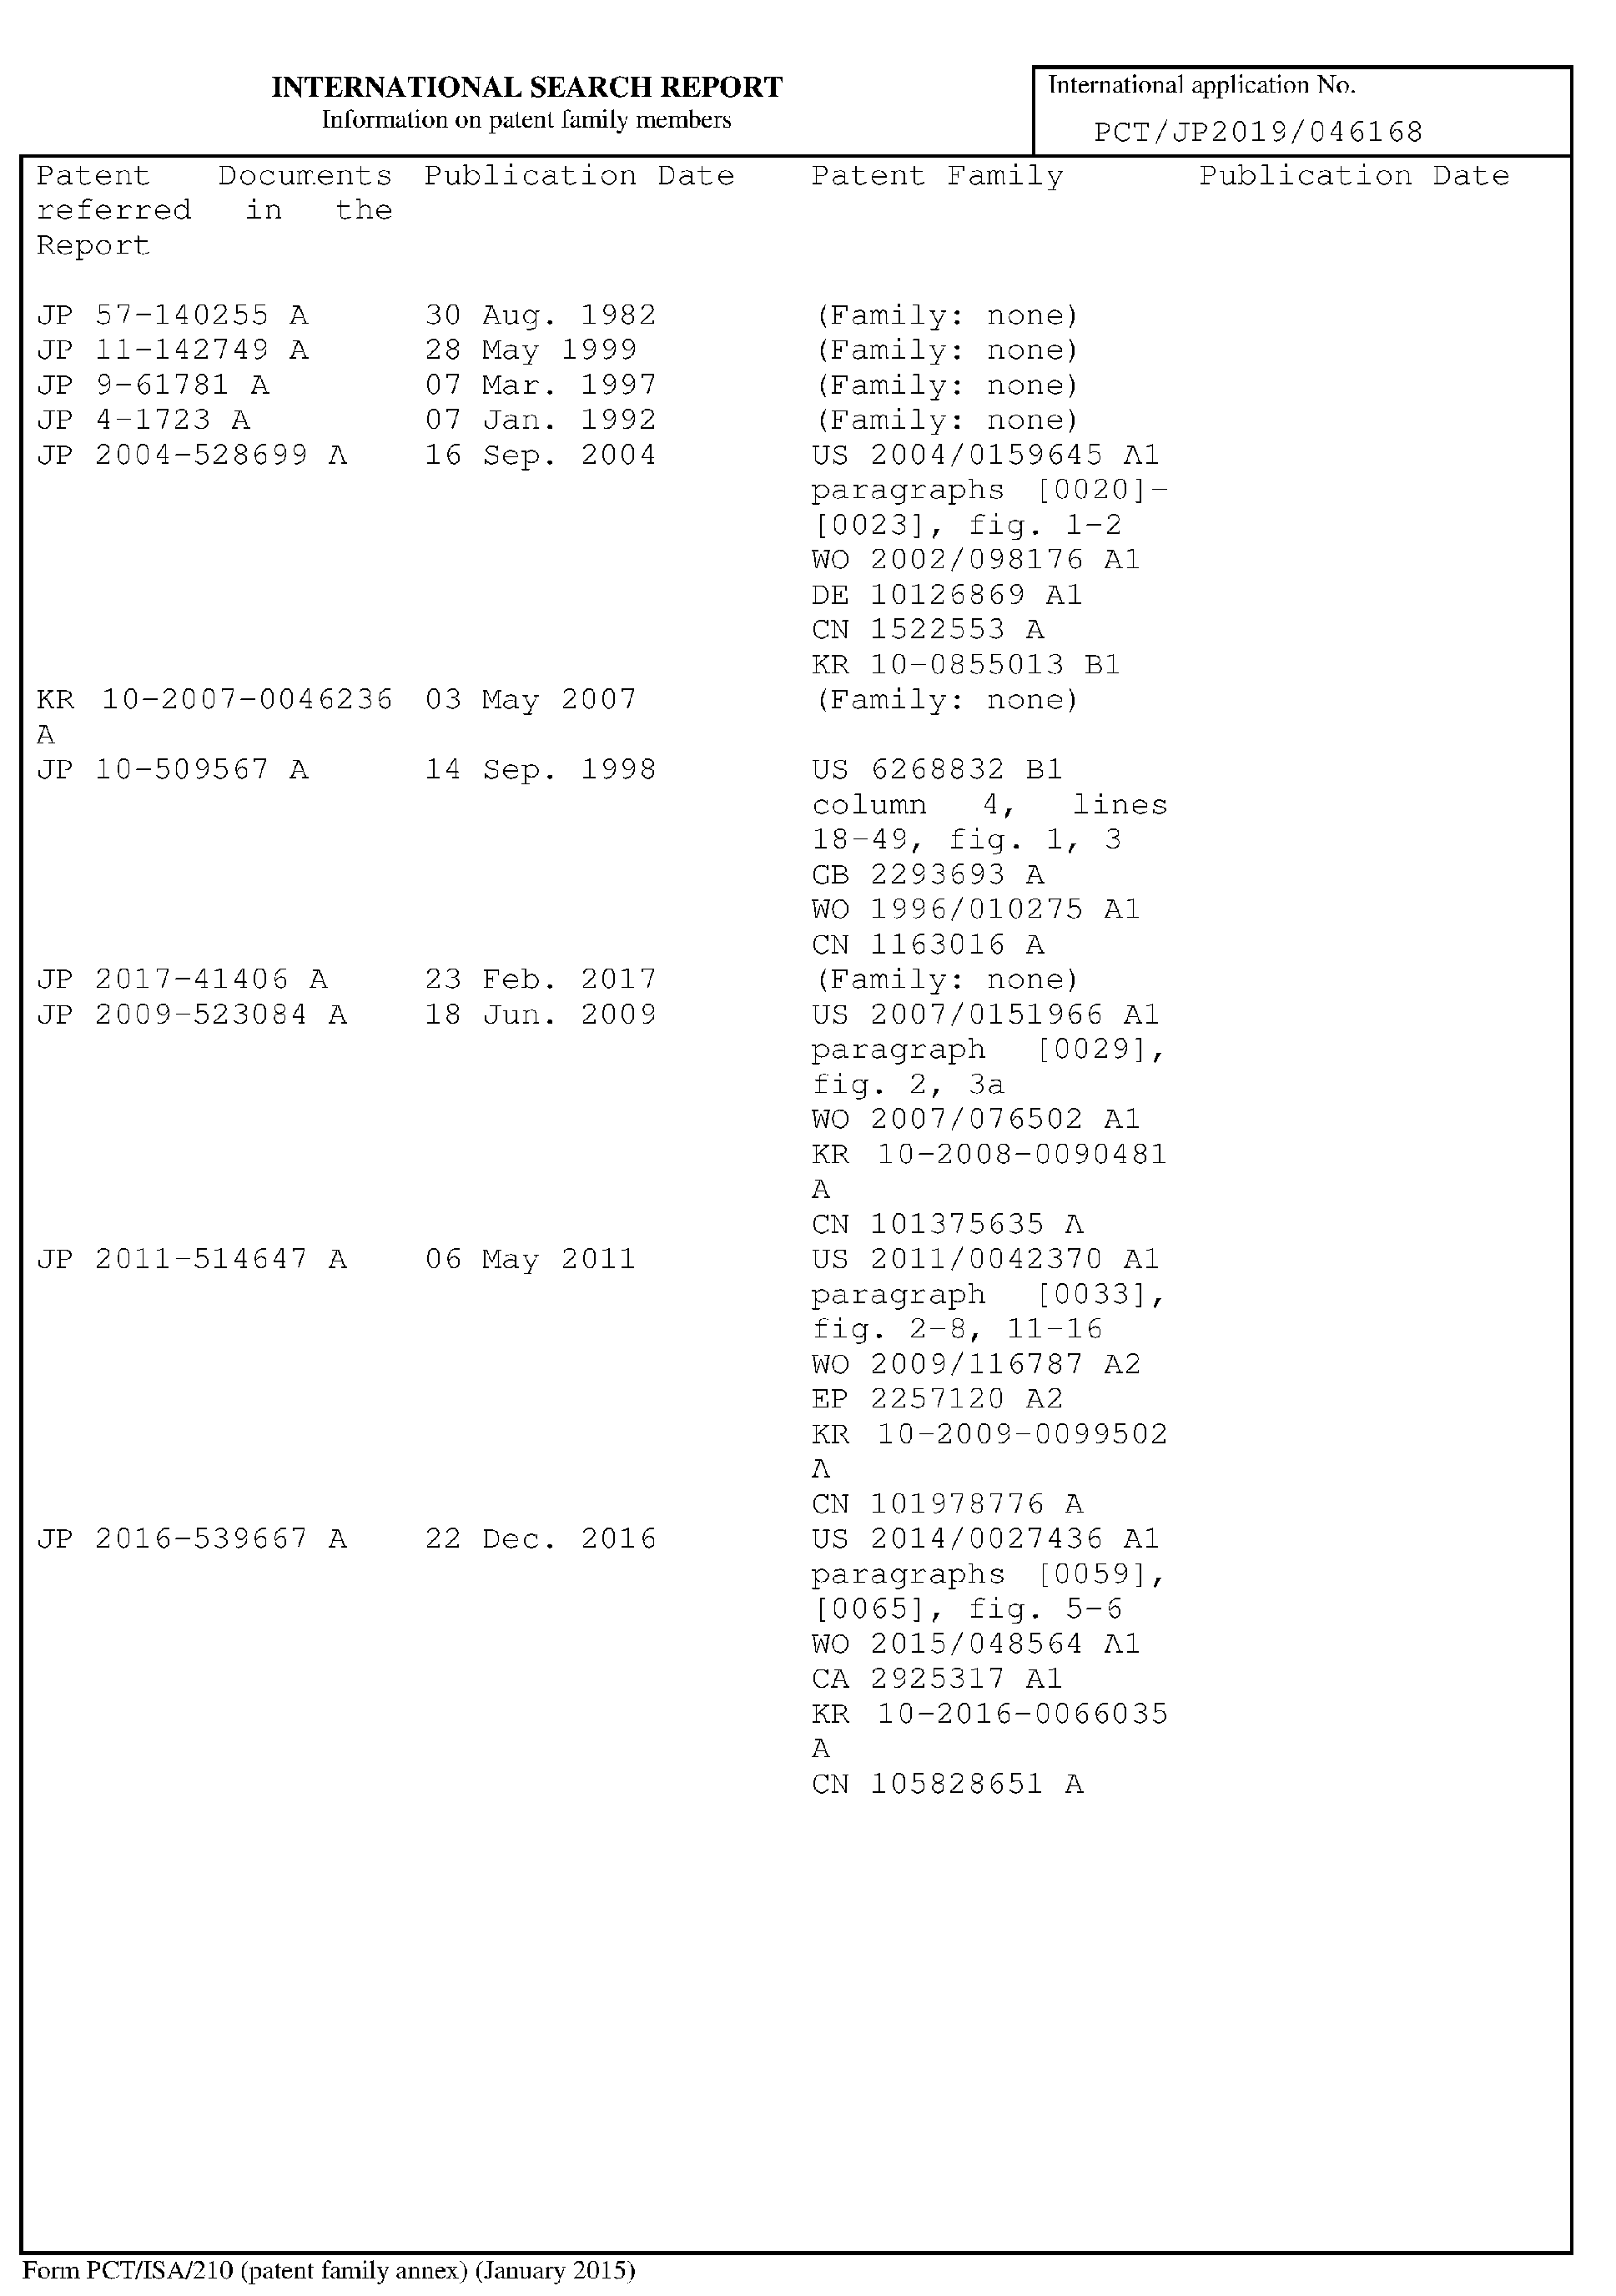 INTERNATIONAL SEARCH REPORT
Information on patent family members
International application No.
PCT/JP2019/046168
Patent Documents Publication Date Patent Family Publication Date
referred in the
Report
JP 57-140255 A 30 Aug. 1982 (Family: none)
JP 11-142749 A 28 May 1999 (Family: none)
JP 9-61781 A 07 Mar. 1997 (Family: none)
JP 4-1723 A 07 Jan. 1992 (Family: none)
JP 2004-528699 A 16 Sep. 2004 US 2004/0159645 A1
paragraphs [0020]-
[0023], fig. 1-2
WO 2002/098176 A1
DE 10126869 A1
CN 1522553 A
KR 10-0855013 B1
KR 10-2007-0046236 03 May 2007 (Family: none)
A
JP 10-509567 A 14 Sep. 1998 US 6268832 B1
column 4, lines
18-49, fig. 1, 3
GB 2293693 A
WO 1996/010275 A1
CN 1163016 A
JP 2017-41406 A 23 Feb. 2017 (Family: none)
JP 2009-523084 A 18 Jun. 2009 US 2007/0151966 A1
paragraph [0029],
fig. 2, 3a
WO 2007/076502 A1
KR 10-2008-0090481
A
CN 101375635 A
JP 2011-514647 A 06 May 2011 US 2011/0042370 A1
paragraph [0033],
fig. 2-8, 11-16
WO 2009/116787 A2
EP 2257120 A2
KR 10-2009-0099502
A
CN 101978776 A
JP 2016-539667 A 22 Dec. 2016 US 2014/0027436 A1
paragraphs [0059],
[0065], fig. 5-6
WO 2015/048564 A1
CA 2925317 A1
KR 10-2016-0066035
A
CN 105828651 A
Form PCT/ISA/210 (patent family annex) (January 2015)